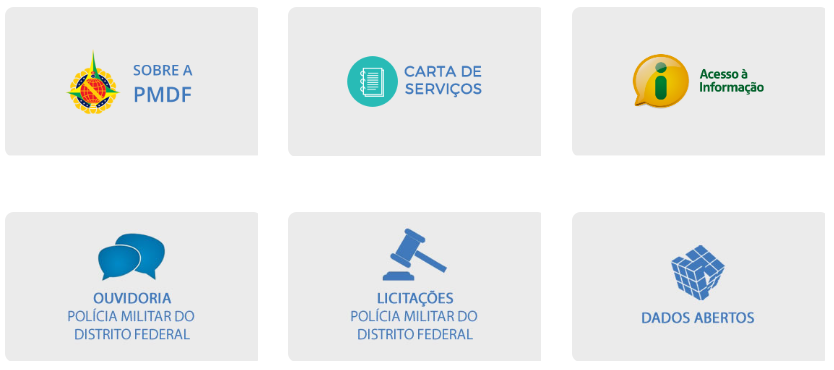 SOBRE A
PMDF
CARTA DE
SERVIÇOS
Acesso à
Informação
OUVIDORIA
POLÍCIA MILITAR DO
DISTRITO FEDERAL
LICITAÇÕES
POLÍCIA MILITAR DO
DISTRITO FEDERAL
DADOS ABERTOS